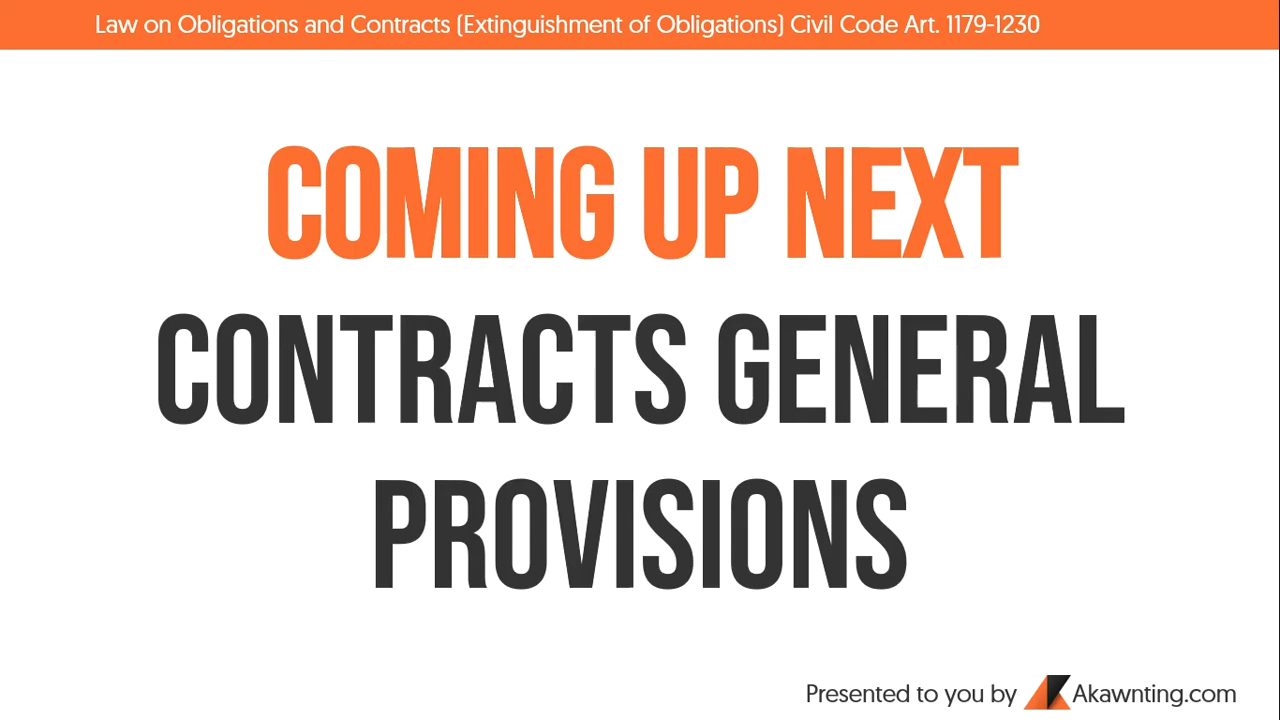 Law on Obligations and Contracts (Extinguishment of Obligations) Civil Code Art. 1179-1230
COMING UP NEXT
CONTRACTS GENERAL
PROVISIONS
Presented to you by Akawnting.com